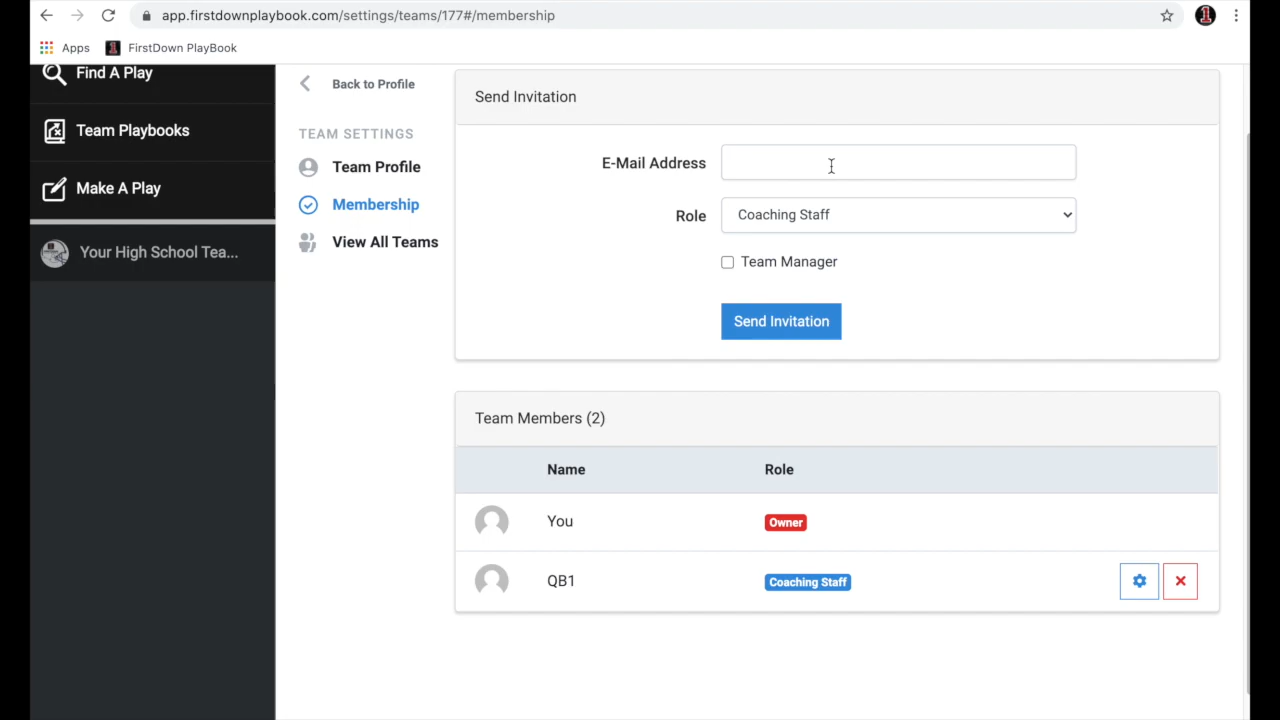 app.firstdownplaybook.com/settings/teams/177#/membership
Apps
FirstDown PlayBook
Find A Play
Team Playbooks
Make A Play
Your High School Tea...
Back to Profile
TEAM SETTINGS
Team Profile
Membership
View All Teams
Send Invitation
E-Mail Address
Role
Coaching Staff
Team Manager
Send Invitation
Team Members (2)
Name Role
You Owner
QB1 Coaching Staff